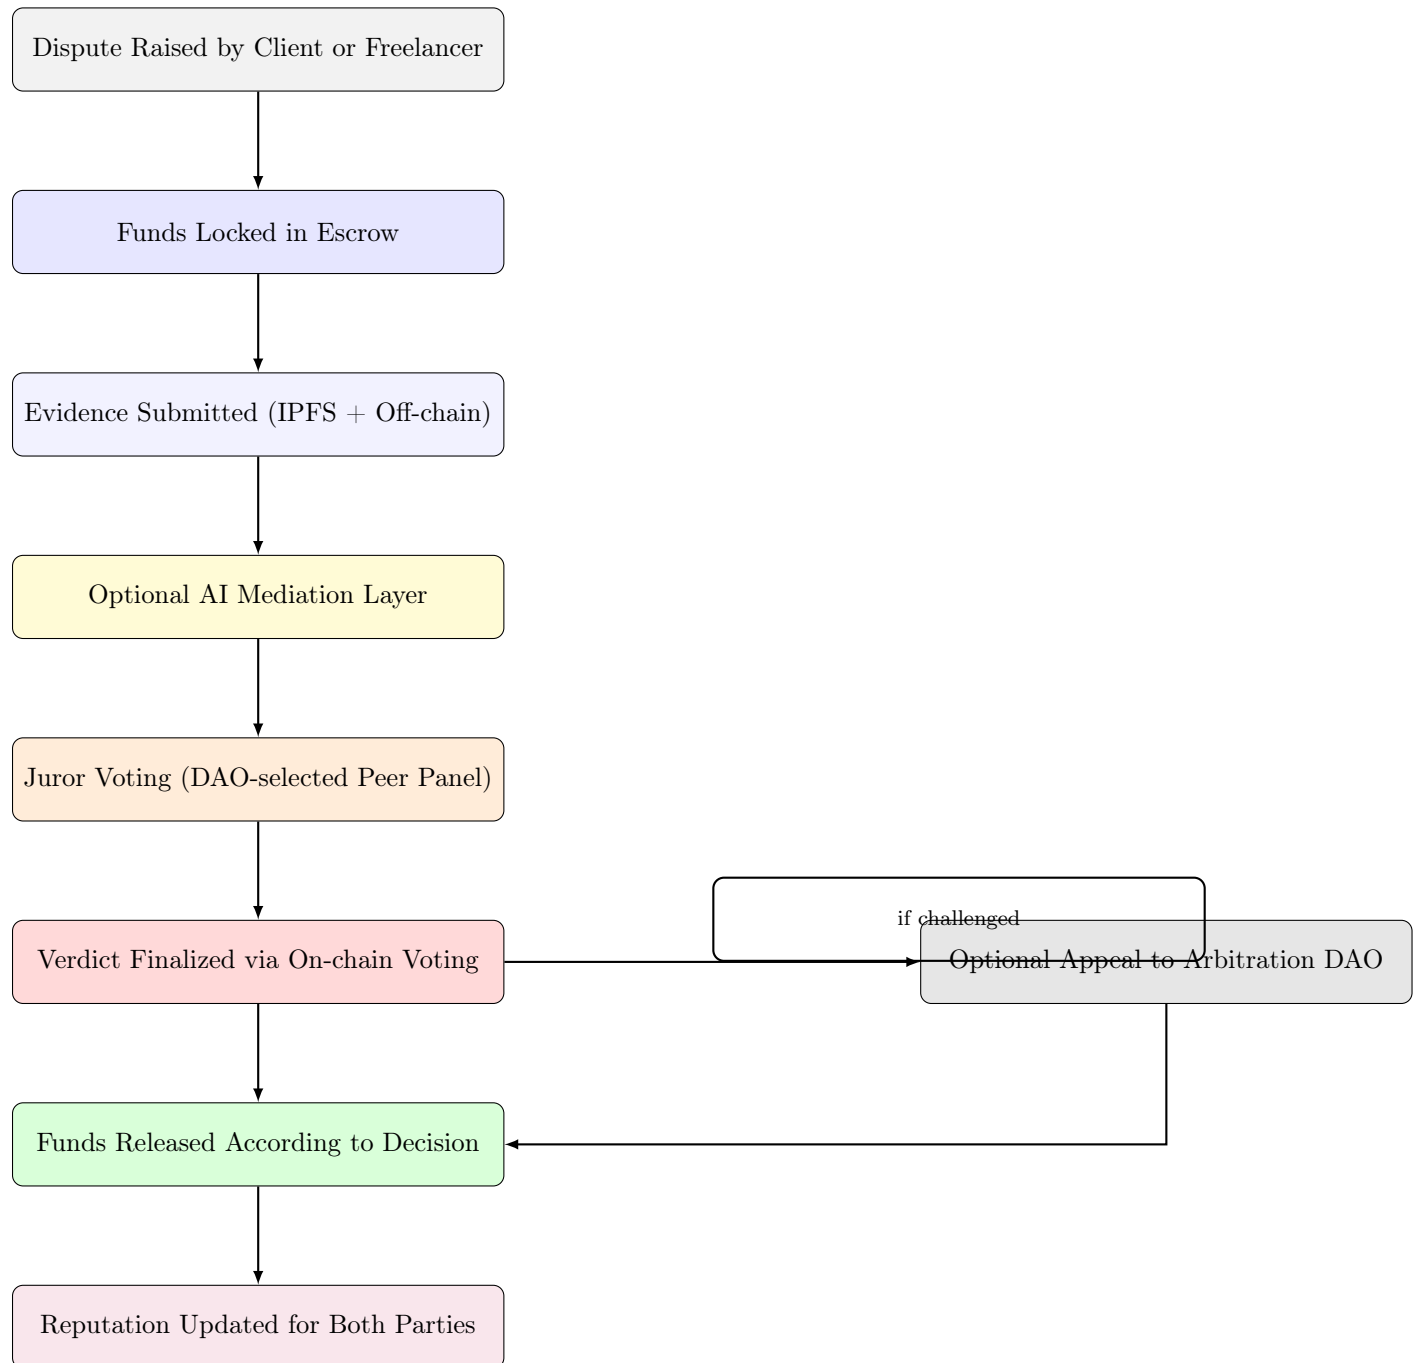 Dispute Raised by Client or Freelancer
Funds Locked in Escrow
Evidence Submitted (IPFS + Off-chain)
Optional AI Mediation Layer
Juror Voting (DAO-selected Peer Panel)
if challenged
Verdict Finalized via On-chain Voting
Optional Appeal to Arbitration DAO
Funds Released According to Decision
Reputation Updated for Both Parties